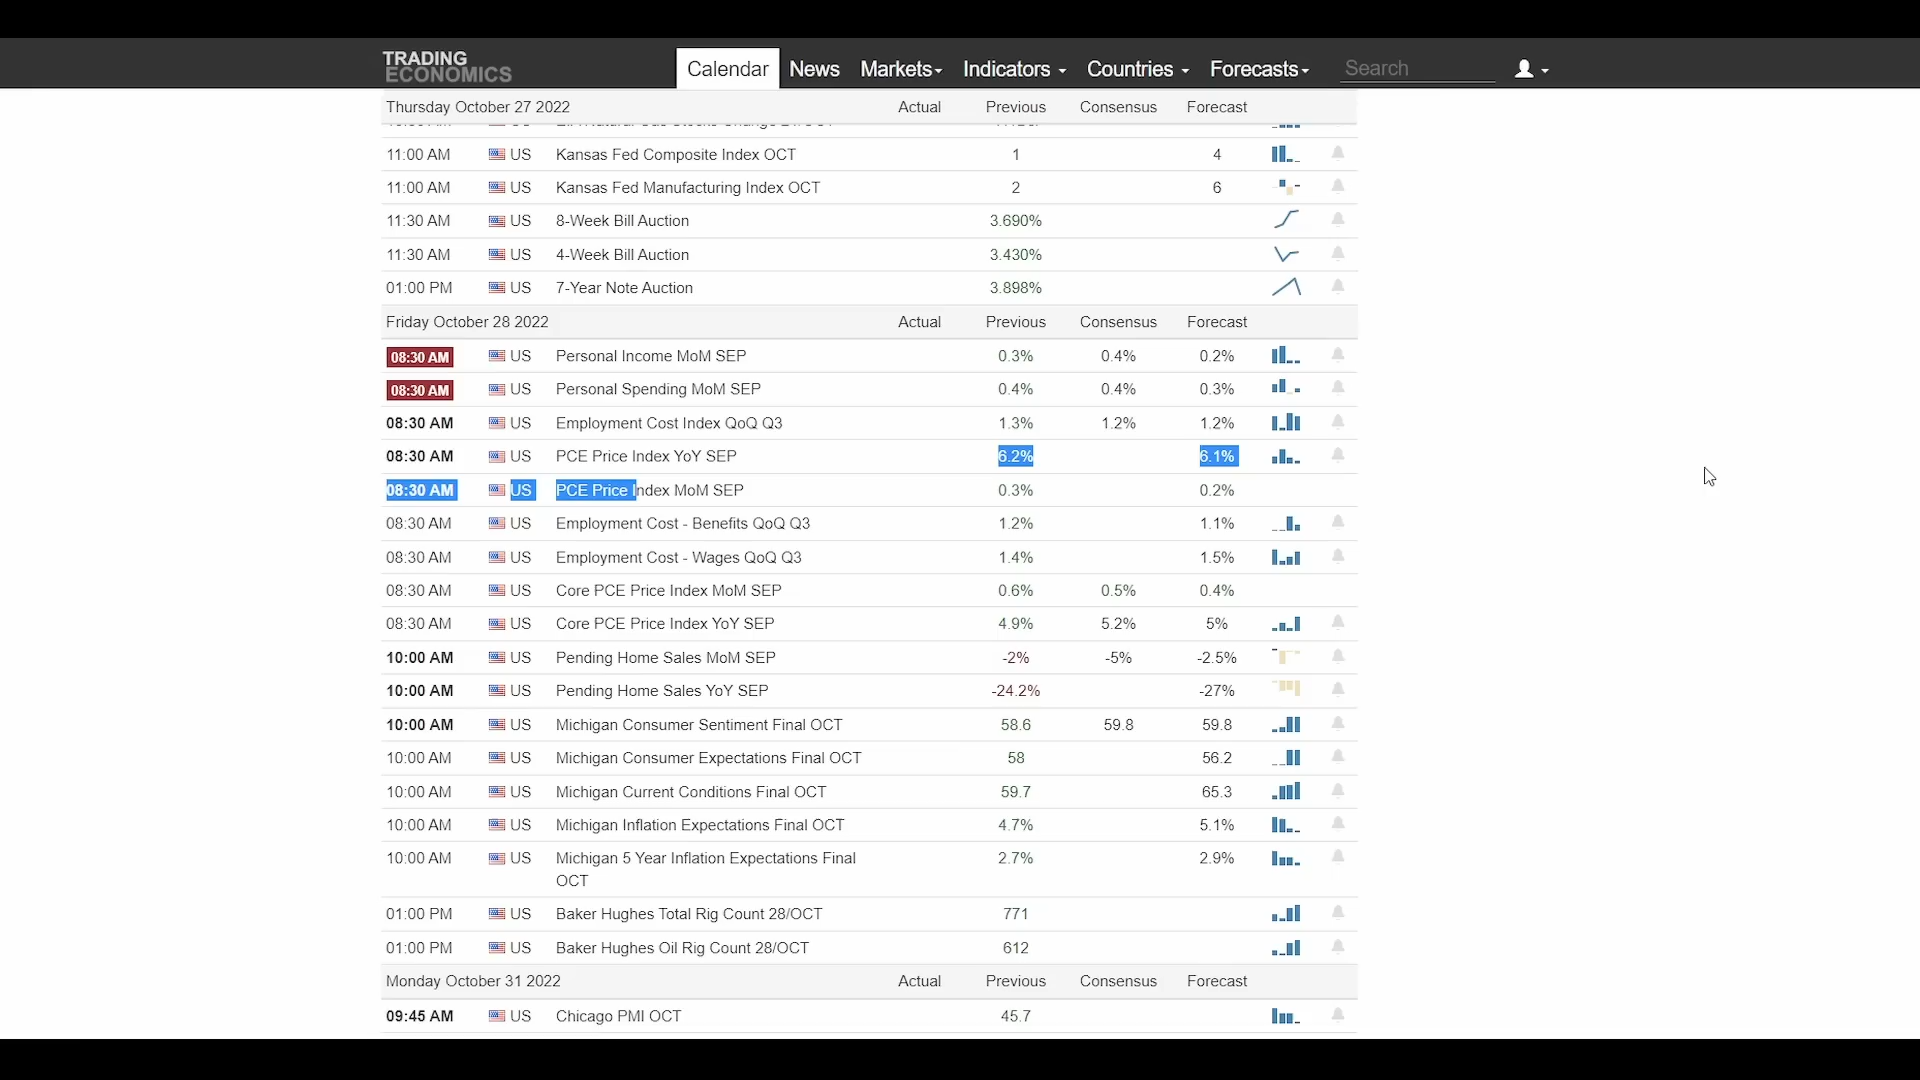 TRADING
ECONOMICS
Calendar News Markets Indicators Countries Forecasts Search
Thursday October 27 2022 Actual Previous Consensus Forecast
11:00 AM US Kansas Fed Composite Index OCT 1 4
11:00 AM US Kansas Fed Manufacturing Index OCT 2 6
11:30 AM US 8-Week Bill Auction 3.690%
11:30 AM US 4-Week Bill Auction 3.430%
01:00 PM US 7-Year Note Auction 3.898%
Friday October 28 2022 Actual Previous Consensus Forecast
08:30 AM US Personal Income MoM SEP 0.3% 0.4% 0.2%
08:30 AM US Personal Spending MoM SEP 0.4% 0.4% 0.3%
08:30 AM US Employment Cost Index QoQ Q3 1.3% 1.2% 1.2%
08:30 AM US PCE Price Index YoY SEP 6.2% 6.1%
08:30 AM US PCE Price Index MoM SEP 0.3% 0.2%
08:30 AM US Employment Cost - Benefits QoQ Q3 1.2% 1.1%
08:30 AM US Employment Cost - Wages QoQ Q3 1.4% 1.5%
08:30 AM US Core PCE Price Index MoM SEP 0.6% 0.5% 0.4%
08:30 AM US Core PCE Price Index YoY SEP 4.9% 5.2% 5%
10:00 AM US Pending Home Sales MoM SEP -2% -5% -2.5%
10:00 AM US Pending Home Sales YoY SEP -24.2% -27%
10:00 AM US Michigan Consumer Sentiment Final OCT 58.6 59.8 59.8
10:00 AM US Michigan Consumer Expectations Final OCT 58 56.2
10:00 AM US Michigan Current Conditions Final OCT 59.7 65.3
10:00 AM US Michigan Inflation Expectations Final OCT 4.7% 5.1%
10:00 AM US Michigan 5 Year Inflation Expectations Final 2.7% 2.9%
OCT
01:00 PM US Baker Hughes Total Rig Count 28/OCT 771
01:00 PM US Baker Hughes Oil Rig Count 28/OCT 612
Monday October 31 2022 Actual Previous Consensus Forecast
09:45 AM US Chicago PMI OCT 45.7